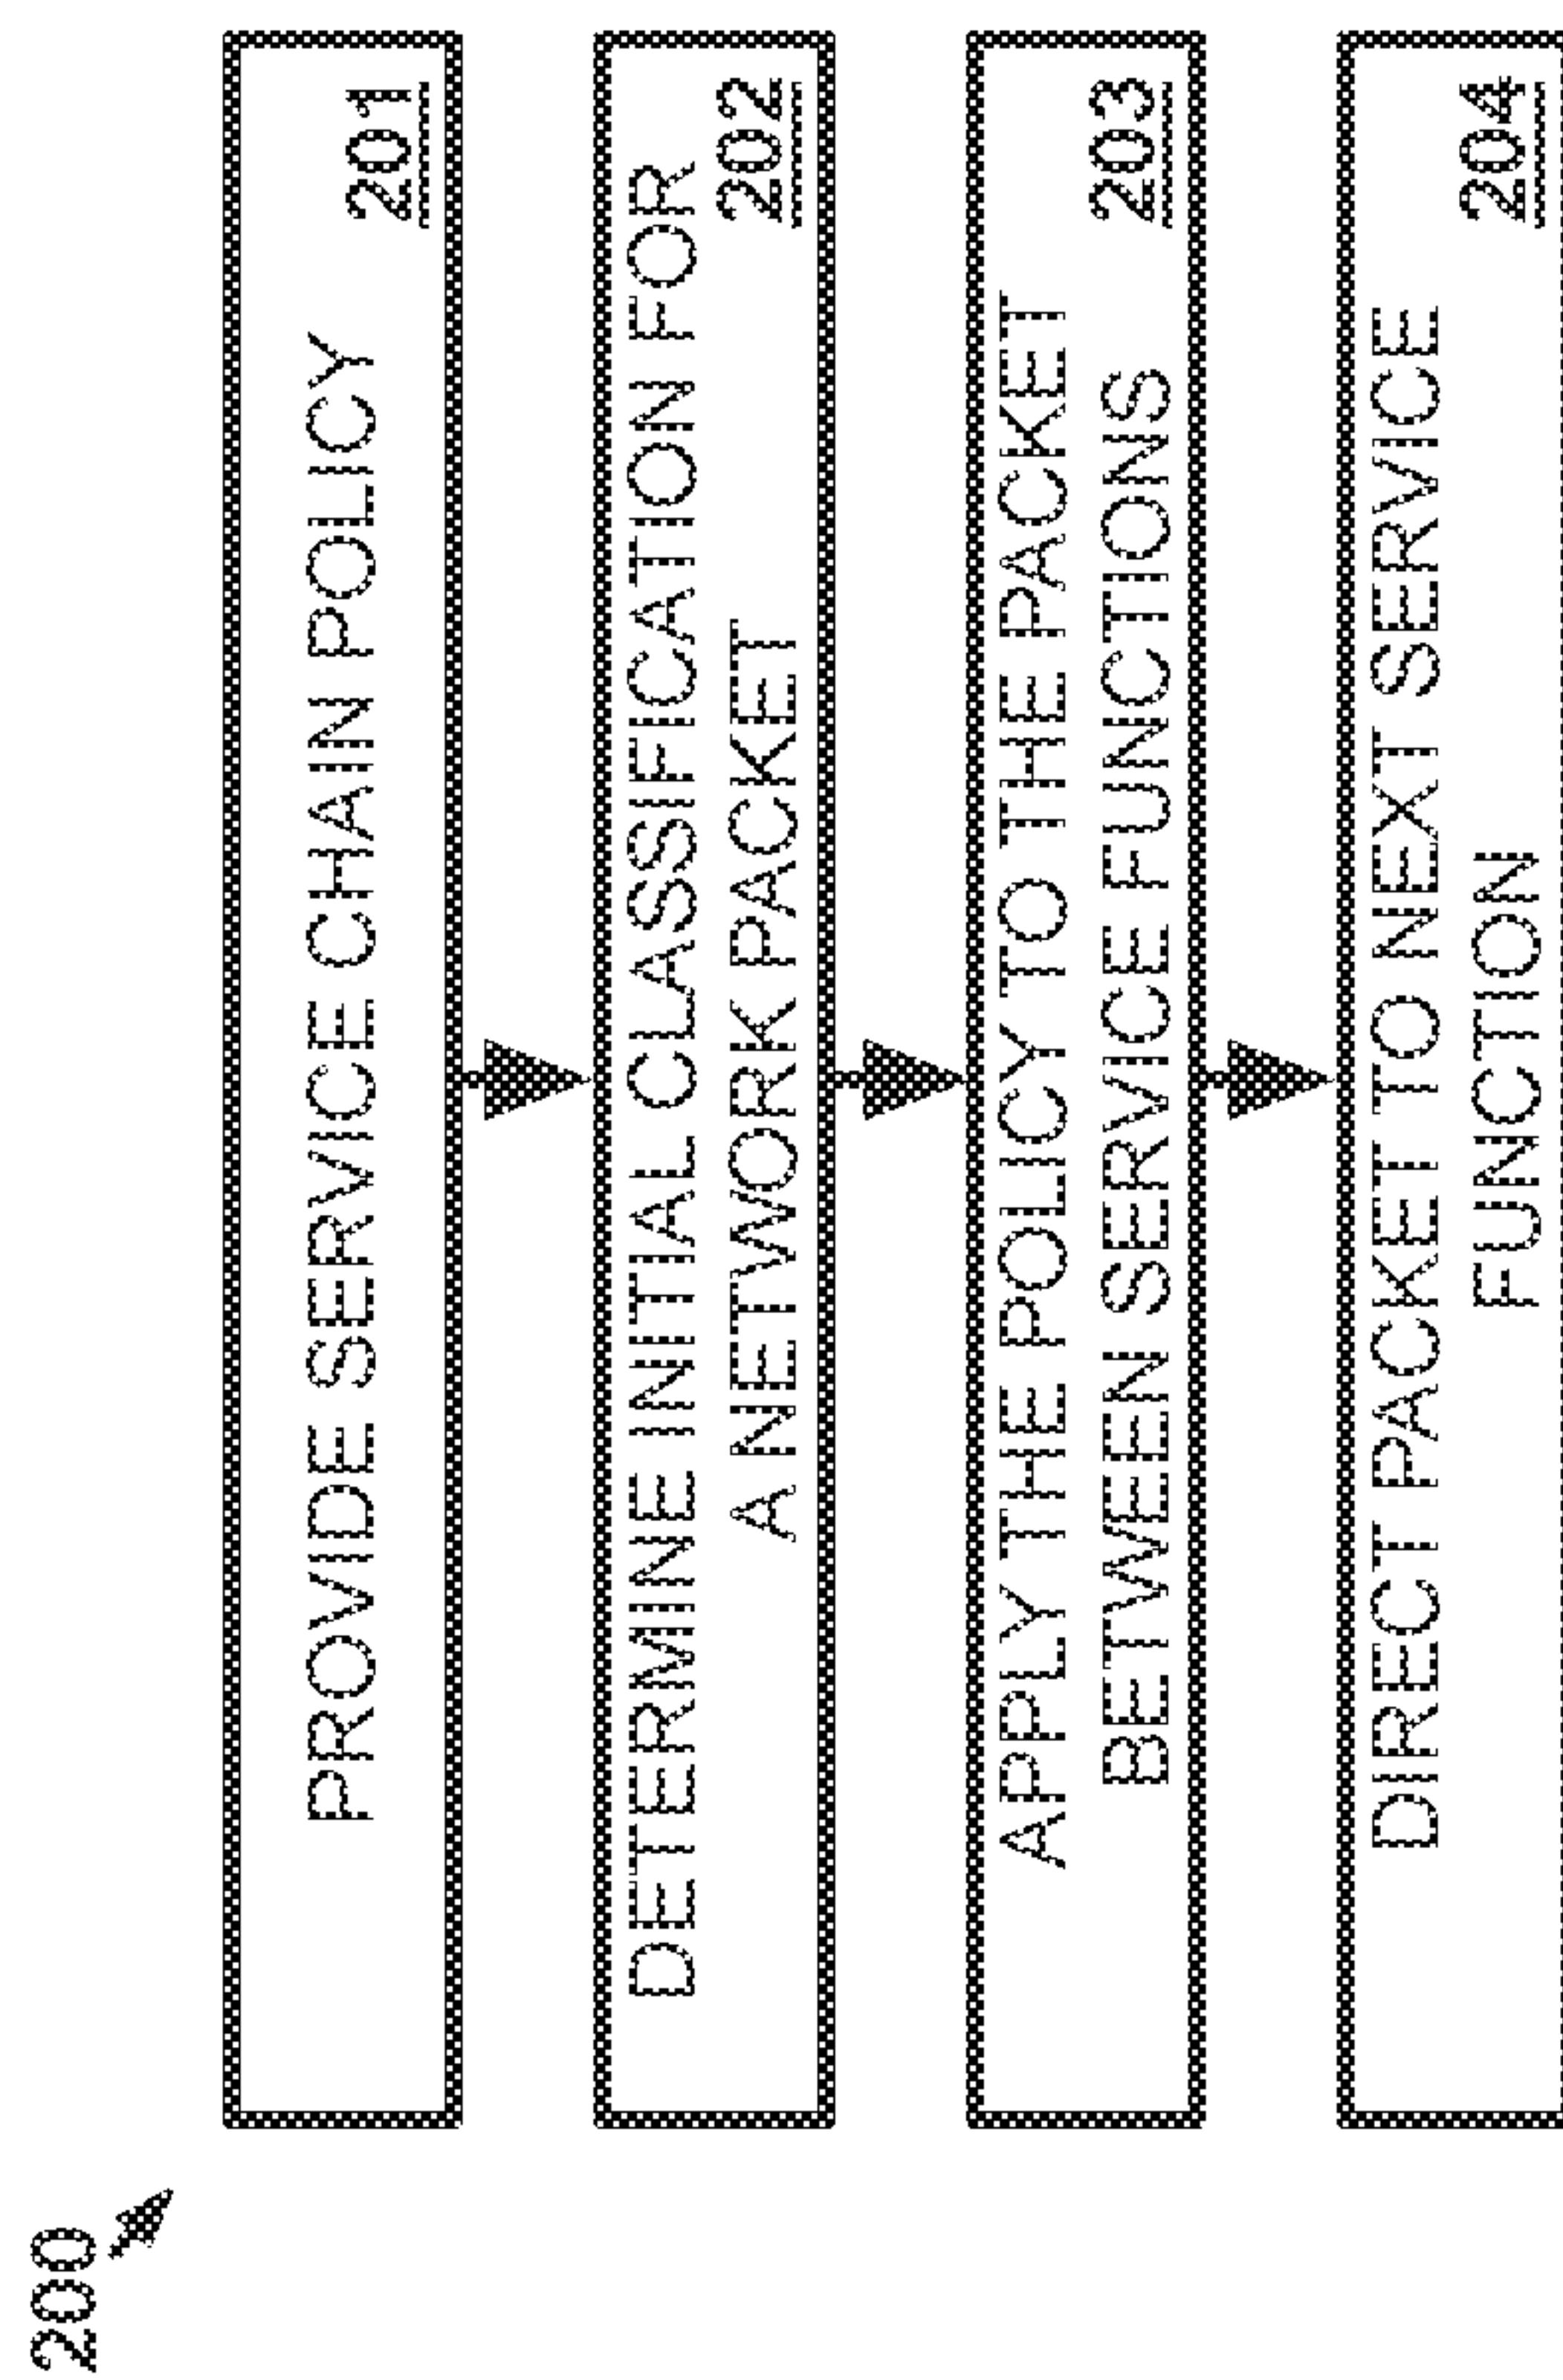 200
PROVIDE SERVICE CHAIN POLICY
201
DETERMINE INITIAL CLASSIFICATION FOR
A NETWORK PACKET
202
APPLY THE POLICY TO THE PACKET
BETWEEN SERVICE FUNCTIONS
203
DIRECT PACKET TO NEXT SERVICE
FUNCTION
204